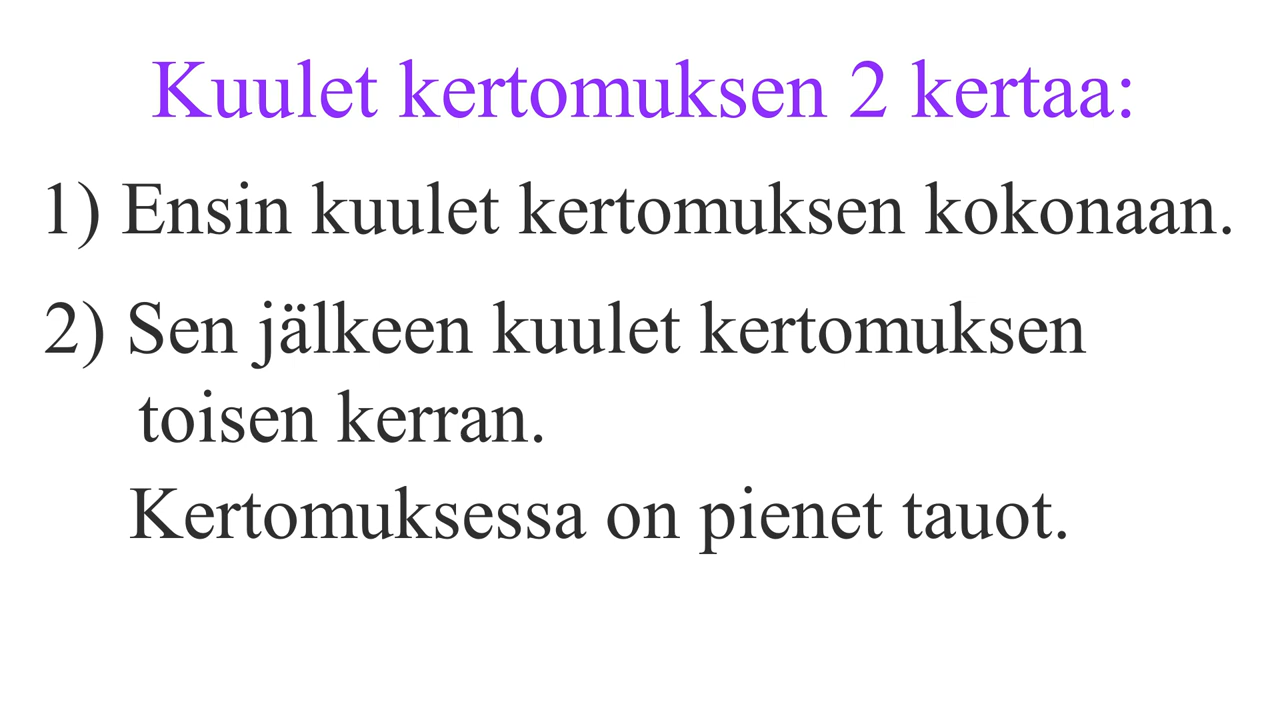 Kuulet kertomuksen 2 kertaa:
1) Ensin kuulet kertomuksen kokonaan.
2) Sen jälkeen kuulet kertomuksen
toisen kerran.
Kertomuksessa on pienet tauot.